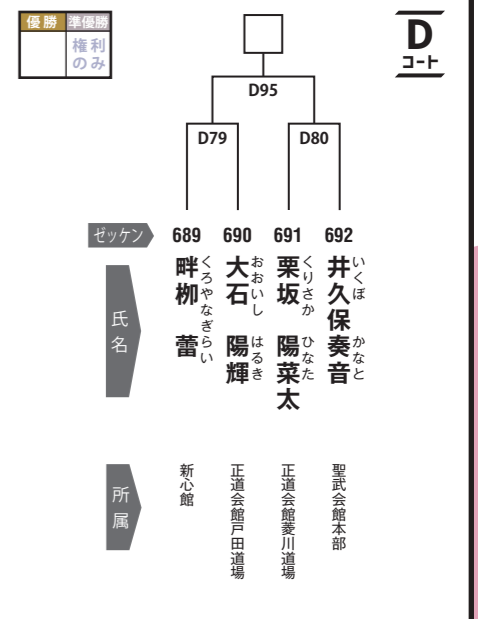 優勝 準優勝
権利のみ
D
コート
D95
D79 D80
ゼッケン 689 690 691 692
氏名
畔栁 蕾 くろやなぎ らい
大石 陽輝 おおいし はるき
栗坂 陽菜太 くりさか ひなた
井久保 奏音 いくぼ かなと
所属
新心館
正道会館戸田道場
正道会館菱川道場
聖武会館本部